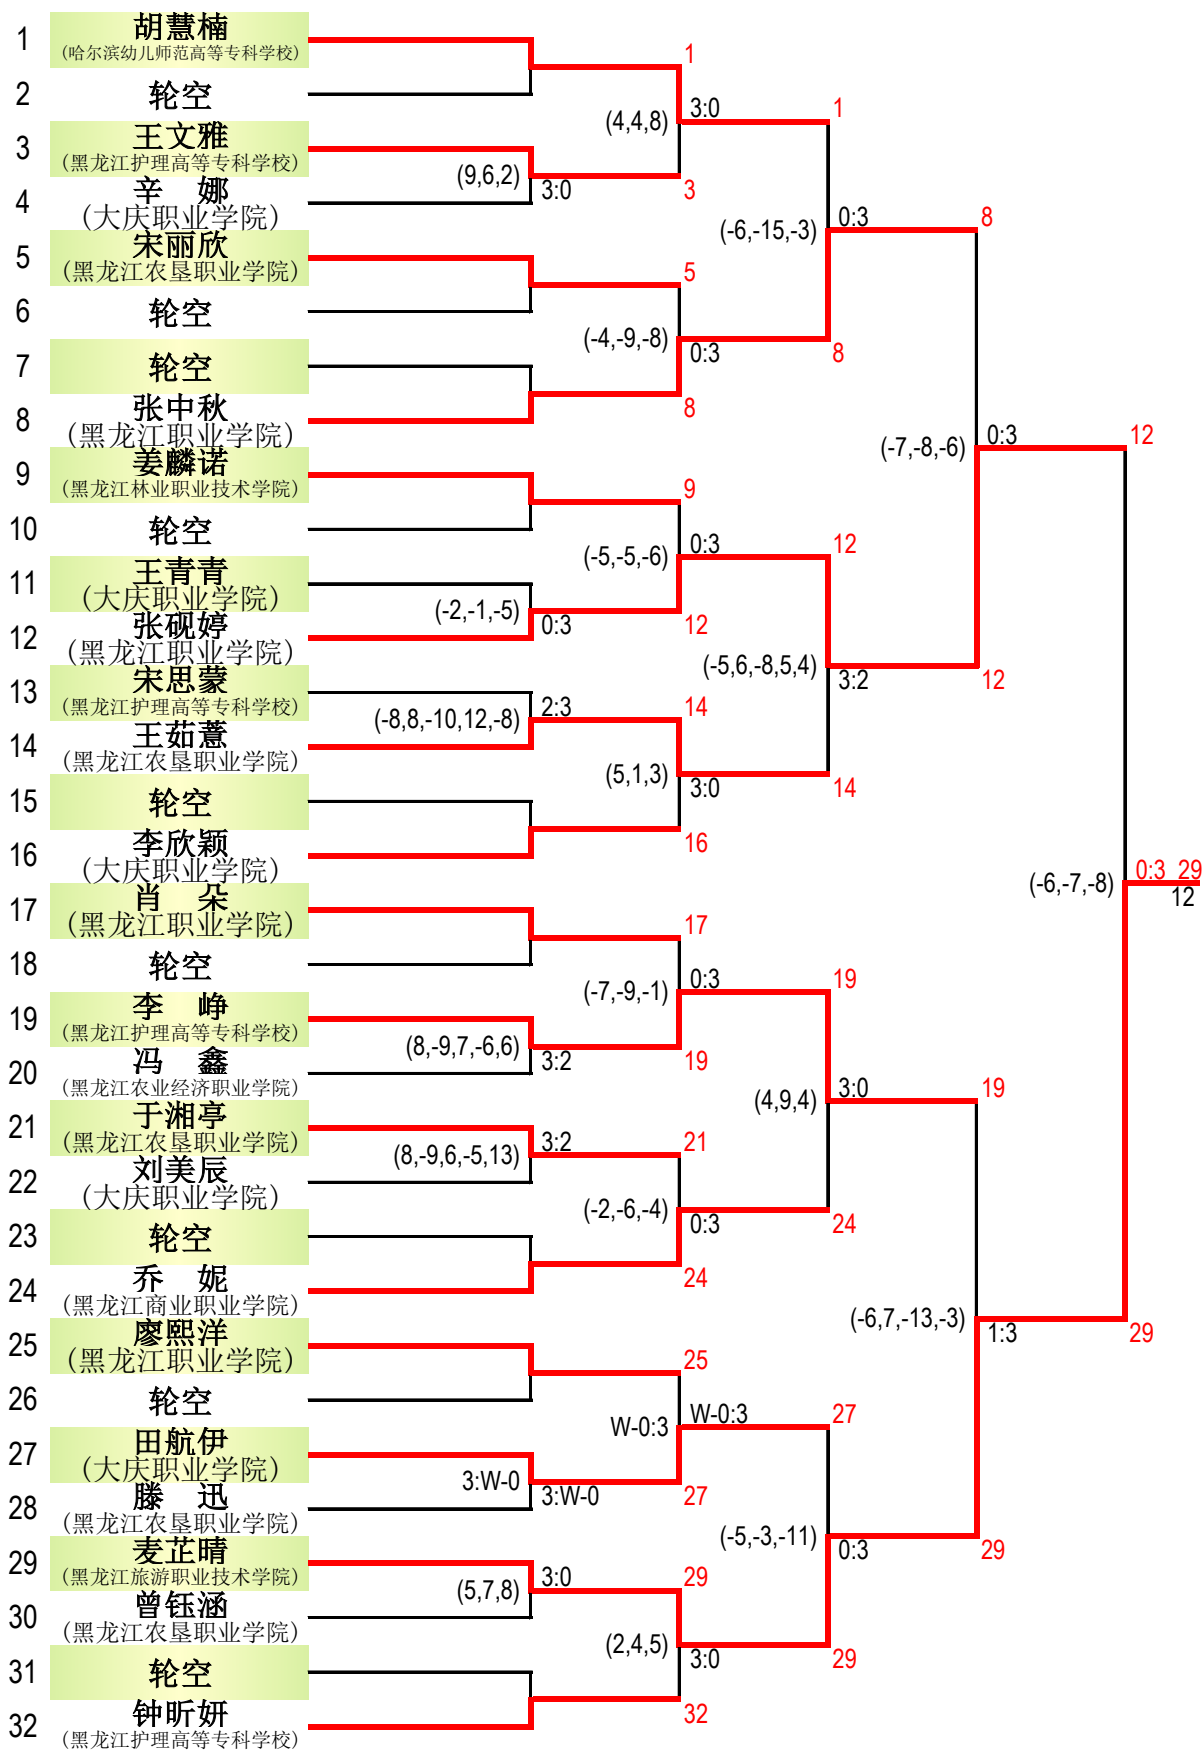 1 胡慧楠
(哈尔滨幼儿师范高等专科学校)
2 轮空
3 王文雅
(黑龙江护理高等专科学校)
4 辛 娜
(大庆职业学院)
5 宋丽欣
(黑龙江农垦职业学院)
6 轮空
7 轮空
8 张中秋
(黑龙江职业学院)
9 姜麟诺
(黑龙江林业职业技术学院)
10 轮空
11 王青青
(大庆职业学院)
12 张砚婷
(黑龙江职业学院)
13 宋思蒙
(黑龙江护理高等专科学校)
14 王茹薏
(黑龙江农垦职业学院)
15 轮空
16 李欣颖
(大庆职业学院)
17 肖 朵
(黑龙江职业学院)
18 轮空
19 李 峥
(黑龙江护理高等专科学校)
20 冯 鑫
(黑龙江农业经济职业学院)
21 于湘亭
(黑龙江农垦职业学院)
22 刘美辰
(大庆职业学院)
23 轮空
24 乔 妮
(黑龙江商业职业学院)
25 廖熙洋
(黑龙江职业学院)
26 轮空
27 田航伊
(大庆职业学院)
28 滕 迅
(黑龙江农垦职业学院)
29 麦芷晴
(黑龙江旅游职业技术学院)
30 曾钰涵
(黑龙江农垦职业学院)
31 轮空
32 钟昕妍
(黑龙江护理高等专科学校)
(9,6,2) 3:0
(-2,-1,-5) 0:3
(-8,8,-10,12,-8) 2:3
(8,-9,7,-6,6) 3:2
(8,-9,6,-5,13) 3:2
3:W-0 3:W-0
(5,7,8) 3:0
1
(4,4,8) 3:0
3
5
(-4,-9,-8) 0:3
8
9
(-5,-5,-6) 0:3
12
14
(5,1,3) 3:0
16
17
(-7,-9,-1) 0:3
19
21
(-2,-6,-4) 0:3
24
25
W-0:3 W-0:3
27
29
(2,4,5) 3:0
32
1
(-6,-15,-3) 0:3
8
12
(-5,6,-8,5,4) 3:2
14
19
(4,9,4) 3:0
24
27
(-5,-3,-11) 0:3
29
8
(-7,-8,-6) 0:3
12
19
(-6,7,-13,-3) 1:3
29
12
(-6,-7,-8) 0:3 29
12
29